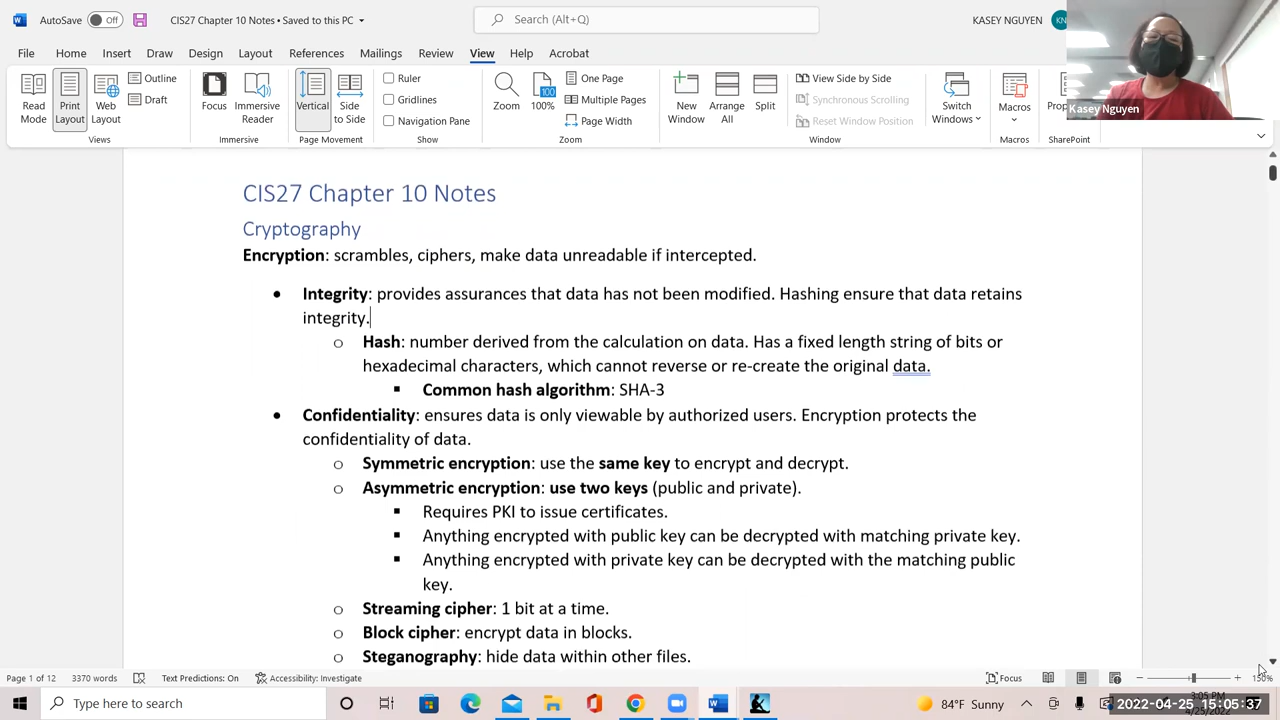 AutoSave Off CIS27 Chapter 10 Notes • Saved to this PC Search (Alt+Q) KASEY NGUYEN KN
File Home Insert Draw Design Layout References Mailings Review View Help Acrobat
Read Mode
Print Layout
Web Layout
Outline
Draft
Views
Focus
Immersive Reader
Immersive
Vertical
Side to Side
Page Movement
Ruler
Gridlines
Navigation Pane
Show
Zoom
100
100%
One Page
Multiple Pages
Page Width
Zoom
New Window
Arrange All
Split
View Side by Side
Synchronous Scrolling
Reset Window Position
Window
Switch Windows
Macros
Macros
SharePoint
Kasey Nguyen
CIS27 Chapter 10 Notes
Cryptography
Encryption: scrambles, ciphers, make data unreadable if intercepted.
• Integrity: provides assurances that data has not been modified. Hashing ensure that data retains
integrity.
o Hash: number derived from the calculation on data. Has a fixed length string of bits or
hexadecimal characters, which cannot reverse or re-create the original data.
▪ Common hash algorithm: SHA-3
• Confidentiality: ensures data is only viewable by authorized users. Encryption protects the
confidentiality of data.
o Symmetric encryption: use the same key to encrypt and decrypt.
o Asymmetric encryption: use two keys (public and private).
▪ Requires PKI to issue certificates.
▪ Anything encrypted with public key can be decrypted with matching private key.
▪ Anything encrypted with private key can be decrypted with the matching public
key.
o Streaming cipher: 1 bit at a time.
o Block cipher: encrypt data in blocks.
o Steganography: hide data within other files.
Page 1 of 12 3370 words Text Predictions: On Accessibility: Investigate Focus 150%
Type here to search 84°F Sunny 3:05 PM
2022-04-25 15:05:37